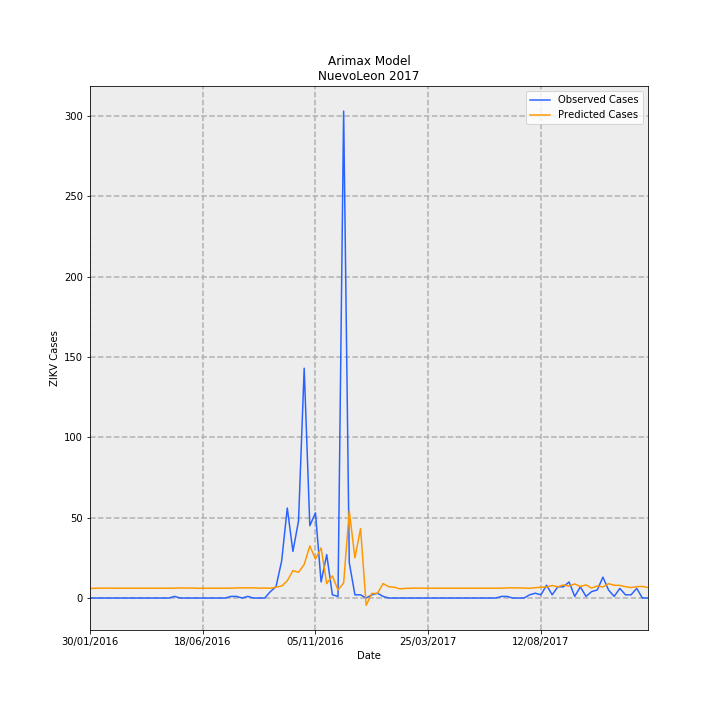 Arimax Model
NuevoLeon 2017
Observed Cases
Predicted Cases
300
250
200
150
100
50
0
ZIKV Cases
30/01/2016
18/06/2016
05/11/2016
25/03/2017
12/08/2017
Date